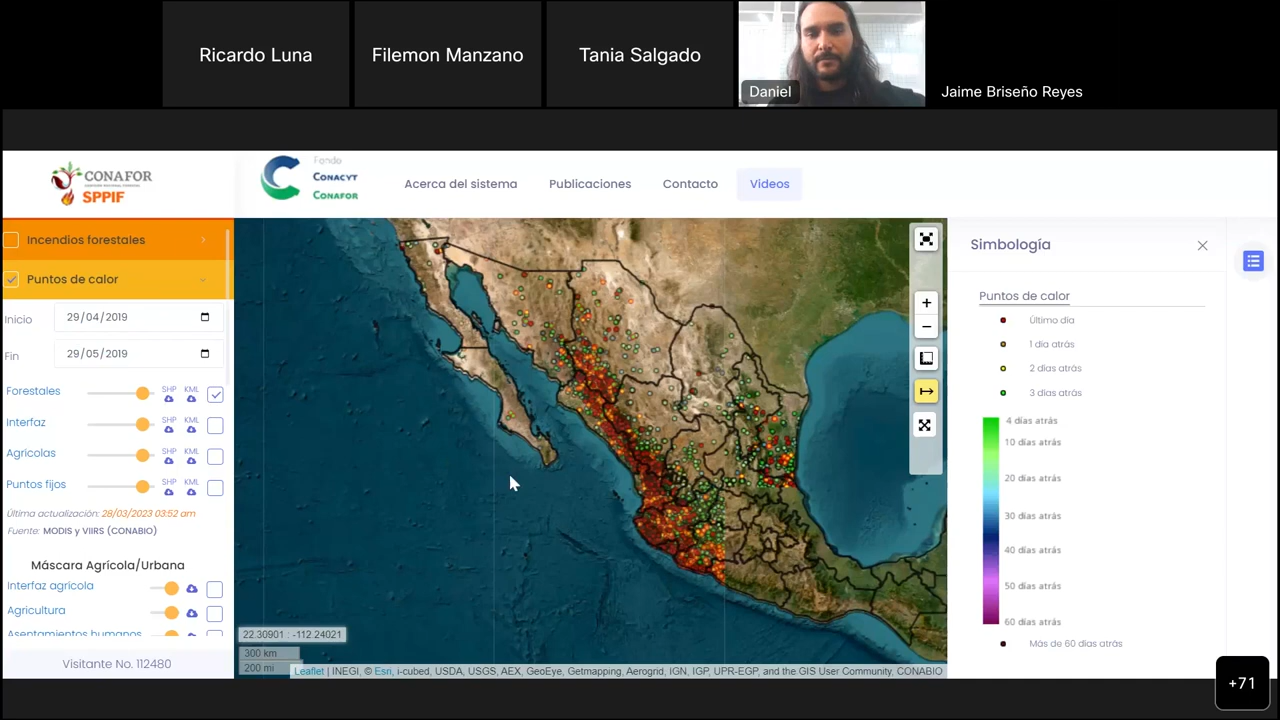 Ricardo Luna
Filemon Manzano
Tania Salgado
Daniel
Jaime Briseño Reyes
CONAFOR
SPPIF
Fondo
CONACYT
CONAFOR
Acerca del sistema
Publicaciones
Contacto
Videos
Incendios forestales
Puntos de calor
Inicio
29/04/2019
Fin
29/05/2019
Forestales
SHP
KML
Interfaz
SHP
KML
Agrícolas
SHP
KML
Puntos fijos
SHP
KML
Última actualización: 28/03/2023 03:52 am
Fuente: MODIS y VIIRS (CONABIO)
Máscara Agrícola/Urbana
Interfaz agrícola
Agricultura
Asentamientos humanos
Visitante No. 112480
+
−
22.30901 : -112.24021
300 km
200 mi
Leaflet | INEGI, © Esri, i-cubed, USDA, USGS, AEX, GeoEye, Getmapping, Aerogrid, IGN, IGP, UPR-EGP, and the GIS User Community, CONABIO
Simbología
Puntos de calor
Último día
1 día atrás
2 días atrás
3 días atrás
4 días atrás
10 días atrás
20 días atrás
30 días atrás
40 días atrás
50 días atrás
60 días atrás
Más de 60 días atrás
+71